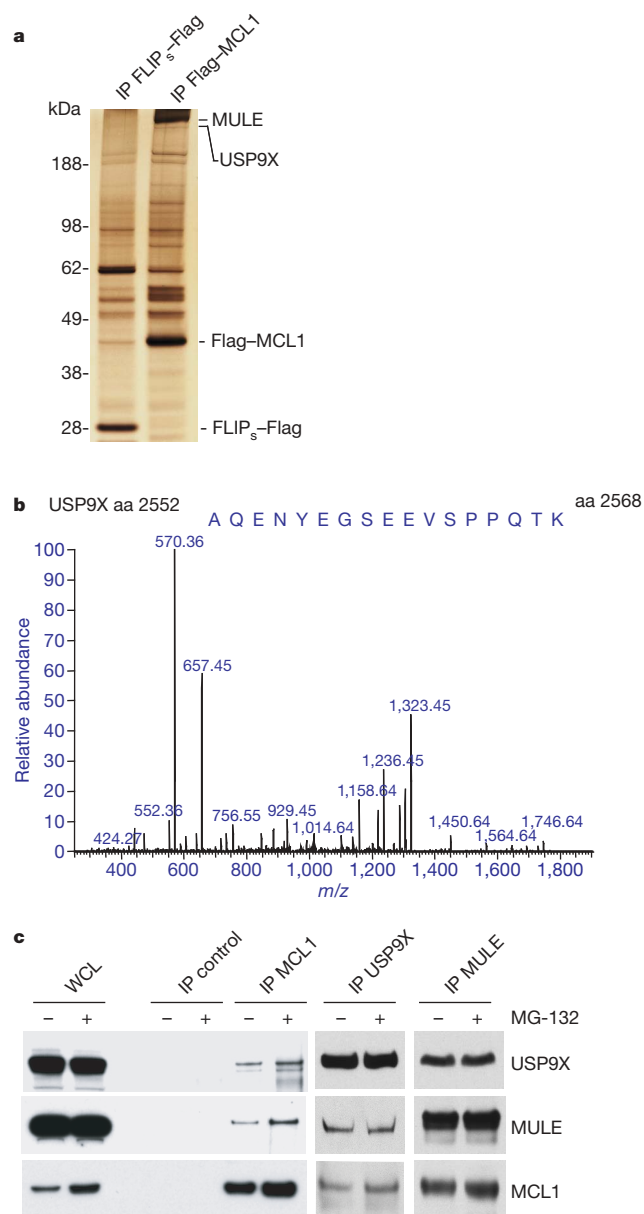 a
IP FLIPs–Flag
IP Flag–MCL1
kDa
MULE
USP9X
188-
98-
62-
49-
Flag–MCL1
38-
28-
FLIPs–Flag
b USP9X aa 2552
A Q E N Y E G S E E V S P P Q T K
aa 2568
Relative abundance
100
90
80
70
60
50
40
30
20
10
0
570.36
657.45
1,323.45
1,236.45
1,158.64
552.36
756.55
929.45
1,014.64
424.27
1,450.64
1,564.64
1,746.64
400 600 800 1,000 1,200 1,400 1,600 1,800
m/z
c
WCL
IP control
IP MCL1
IP USP9X
IP MULE
– + – + – + – + – + MG-132
USP9X
MULE
MCL1